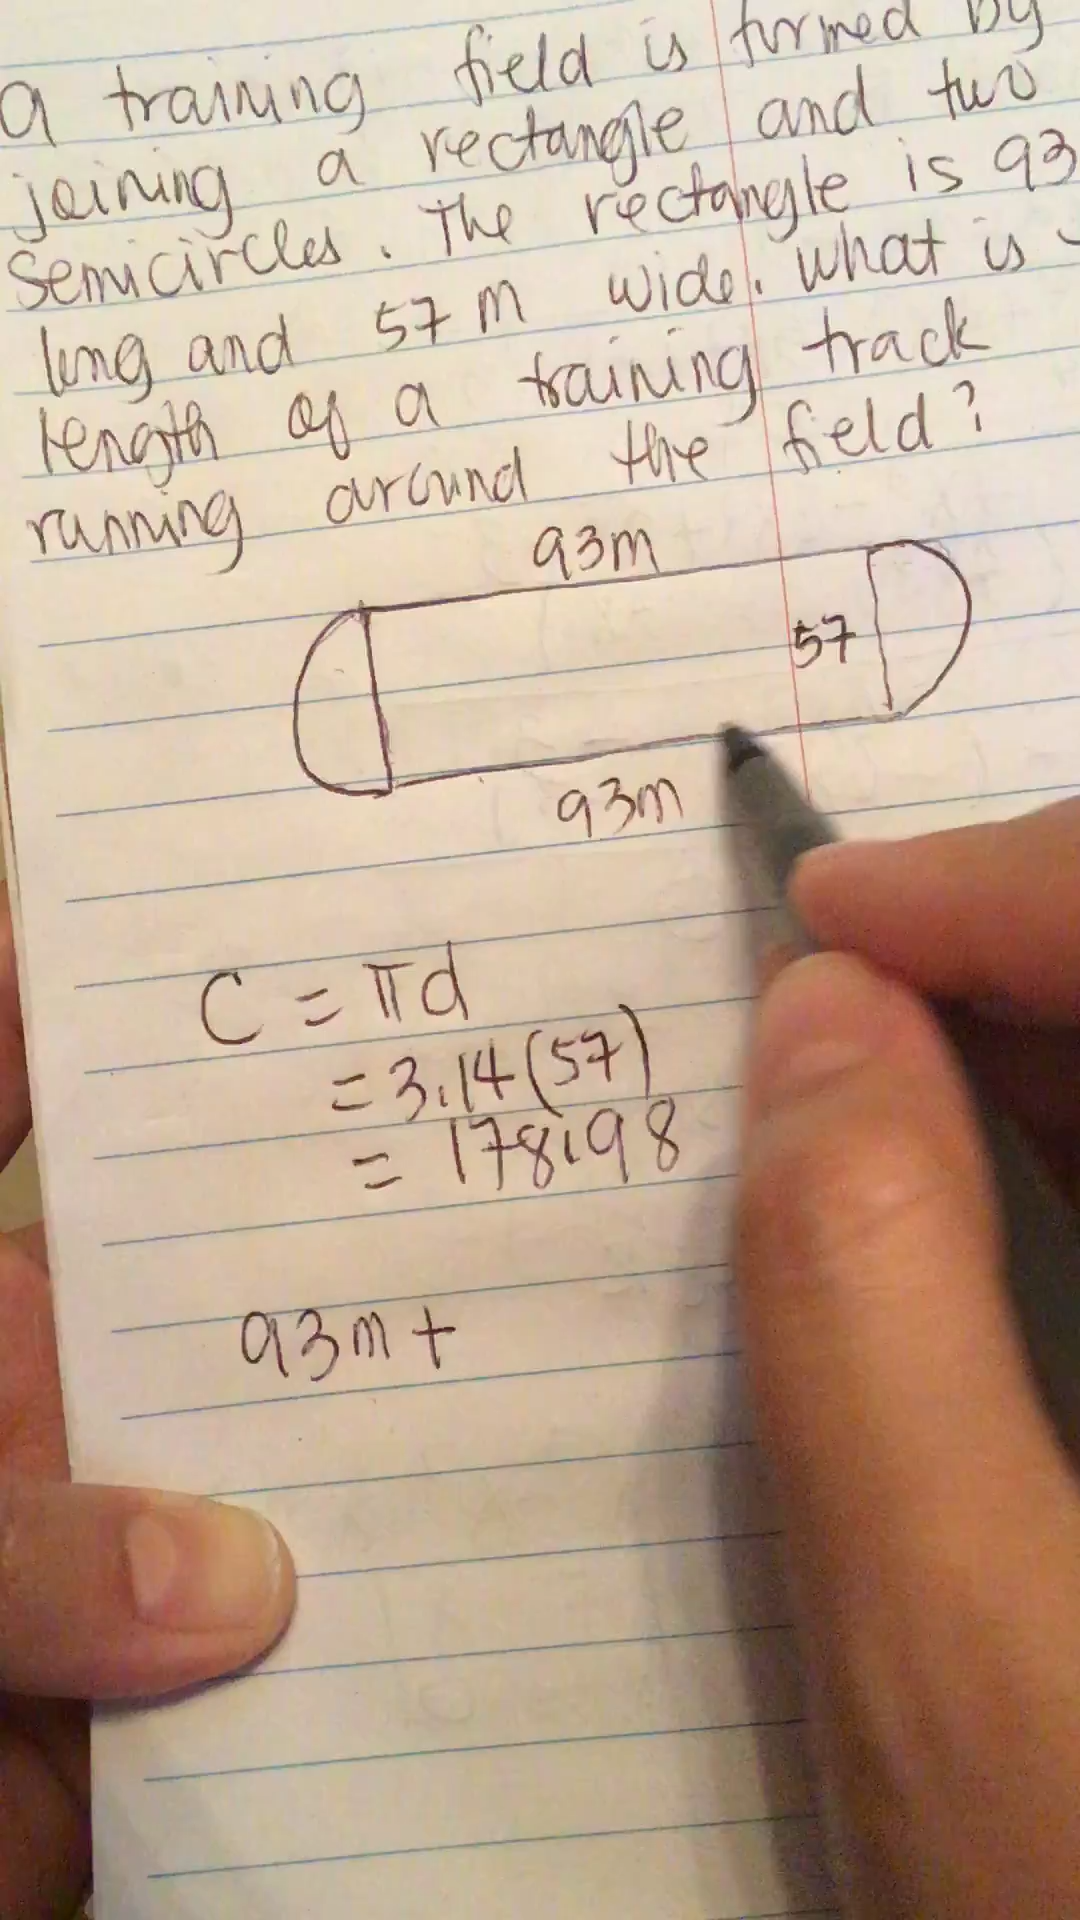 a training field is formed by
joining a rectangle and two
semicircles. The rectangle is 93
long and 57 m wide. what is
length of a training track
running around the field?
93m
57
93m
C = πd
= 3.14(57)
= 178.98
93m +